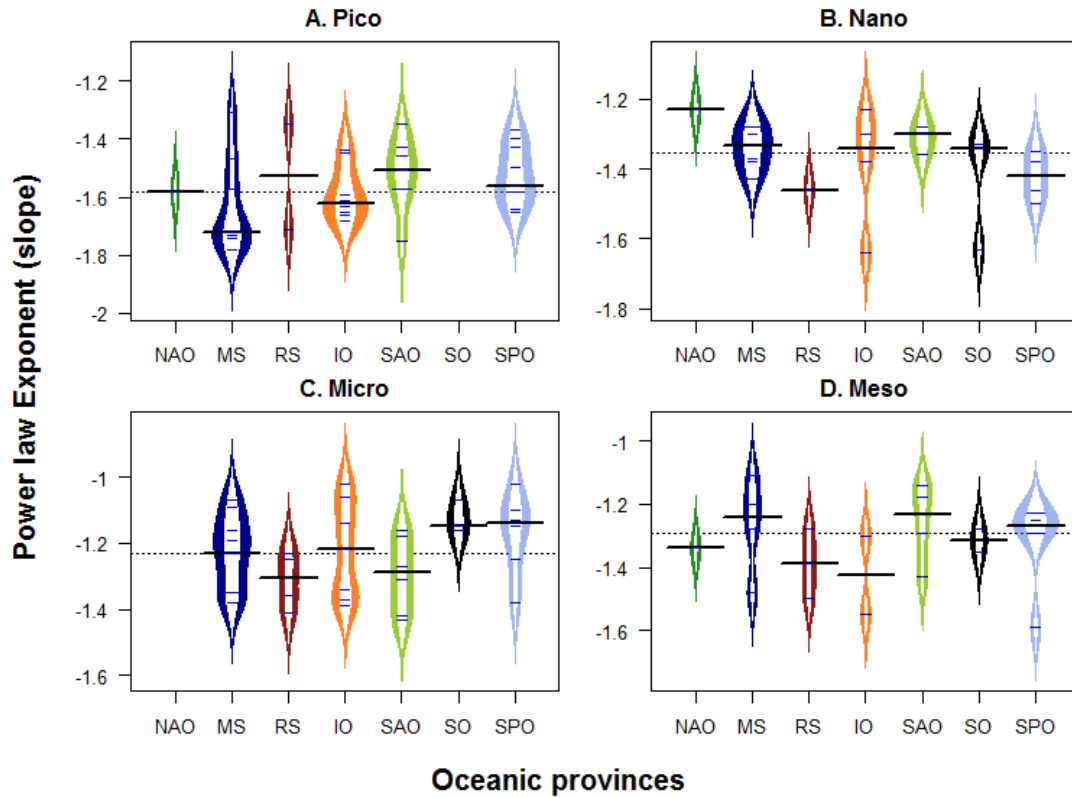 A. Pico
B. Nano
Power law Exponent (slope)
-1.2
-1.4
-1.6
-1.8
-2
NAO MS RS IO SAO SO SPO
-1.2
-1.4
-1.6
-1.8
NAO MS RS IO SAO SO SPO
C. Micro
D. Meso
-1
-1.2
-1.4
-1.6
NAO MS RS IO SAO SO SPO
-1
-1.2
-1.4
-1.6
NAO MS RS IO SAO SO SPO
Oceanic provinces